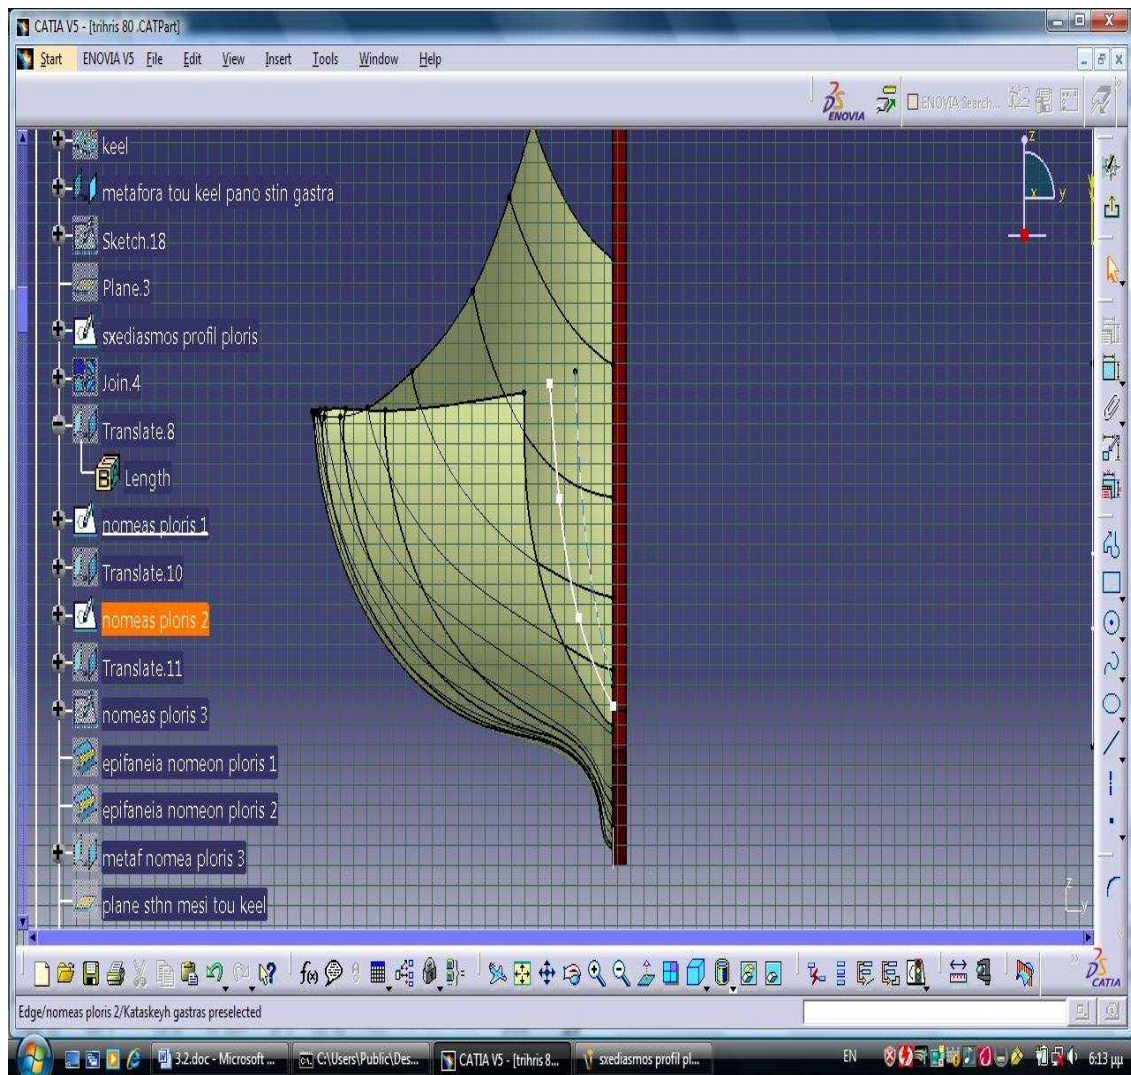 CATIA V5 - [trihris 80 .CATPart]
Start ENOVIA V5 File Edit View Insert Tools Window Help
ENOVIA
ENOVIA Search...
keel
metafora tou keel pano stin gastra
Sketch.18
Plane.3
sxediasmos profil ploris
Join.4
Translate.8
Length
nomeas ploris 1
Translate.10
nomeas ploris 2
Translate.11
nomeas ploris 3
epifaneia nomeon ploris 1
epifaneia nomeon ploris 2
metaf nomea ploris 3
plane sthn mesi tou keel
z
x y
z
y
f(x)
CATIA
Edge/nomeas ploris 2/Kataskeyh gastras preselected
3.2.doc - Microsoft ... C:\Users\Public\Des... CATIA V5 - [trihris 8... sxediasmos profil pl... EN 6:13 μμ